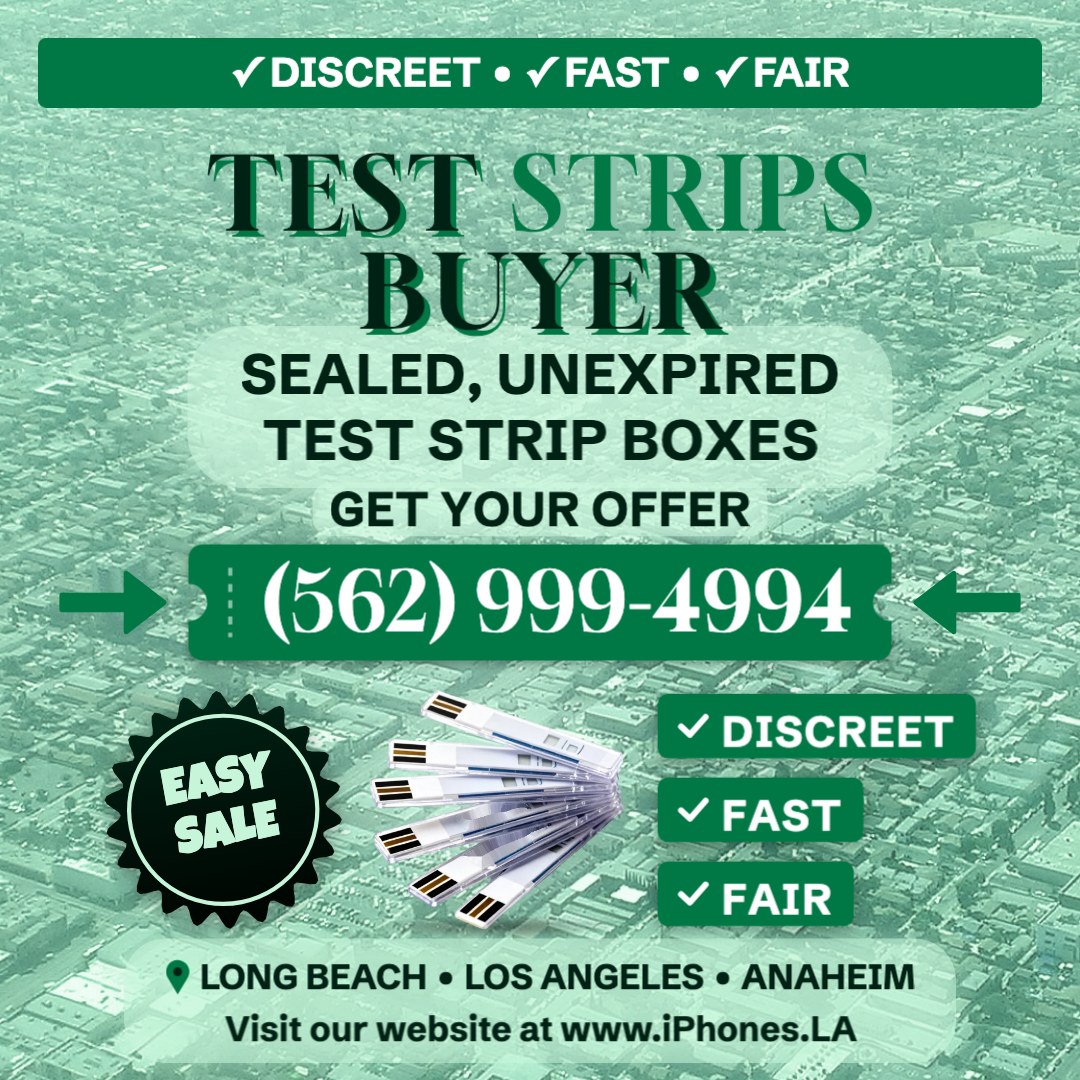 ✓DISCREET • ✓FAST • ✓FAIR
TEST STRIPS
BUYER
SEALED, UNEXPIRED
TEST STRIP BOXES
GET YOUR OFFER
(562) 999-4994
EASY
SALE
✓ DISCREET
✓ FAST
✓ FAIR
LONG BEACH • LOS ANGELES • ANAHEIM
Visit our website at www.iPhones.LA